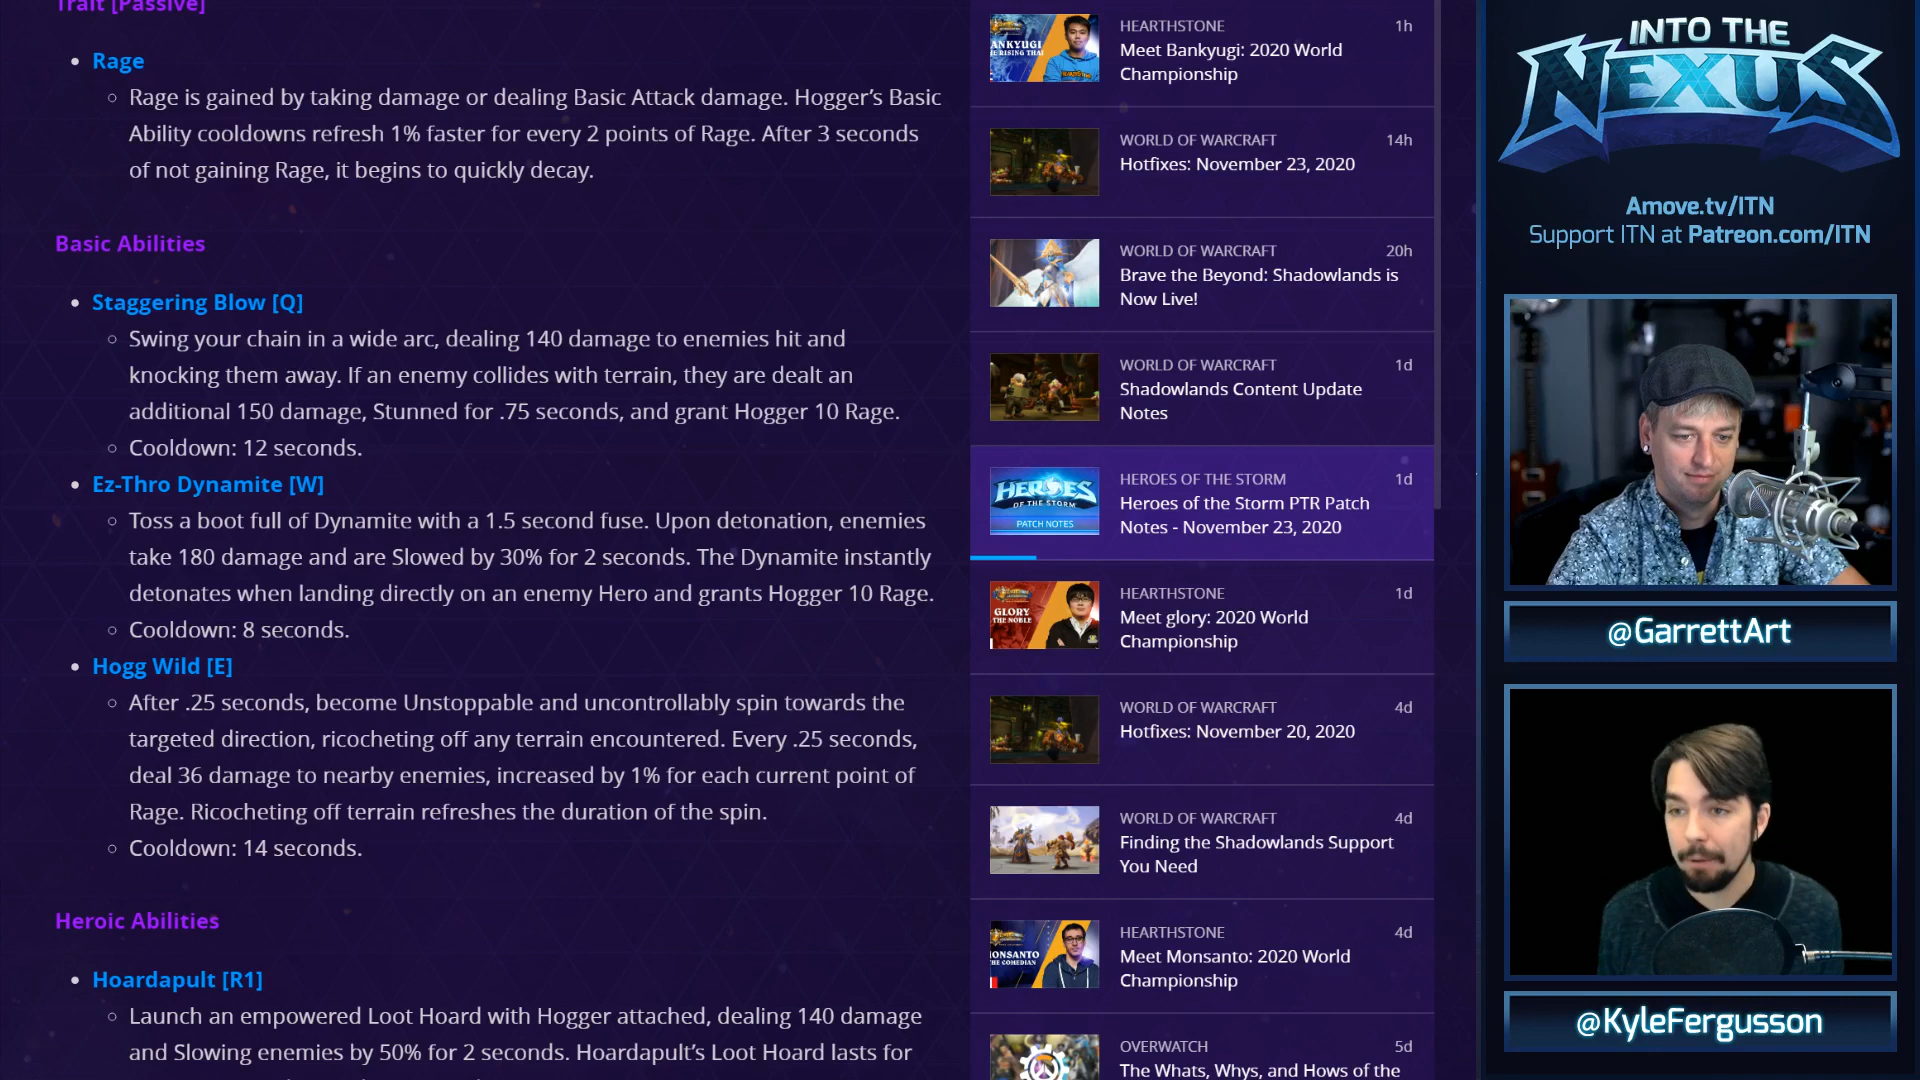 Trait [Passive]
Rage
Rage is gained by taking damage or dealing Basic Attack damage. Hogger's Basic
Ability cooldowns refresh 1% faster for every 2 points of Rage. After 3 seconds
of not gaining Rage, it begins to quickly decay.
Basic Abilities
Staggering Blow [Q]
Swing your chain in a wide arc, dealing 140 damage to enemies hit and
knocking them away. If an enemy collides with terrain, they are dealt an
additional 150 damage, Stunned for .75 seconds, and grant Hogger 10 Rage.
Cooldown: 12 seconds.
Ez-Thro Dynamite [W]
Toss a boot full of Dynamite with a 1.5 second fuse. Upon detonation, enemies
take 180 damage and are Slowed by 30% for 2 seconds. The Dynamite instantly
detonates when landing directly on an enemy Hero and grants Hogger 10 Rage.
Cooldown: 8 seconds.
Hogg Wild [E]
After .25 seconds, become Unstoppable and uncontrollably spin towards the
targeted direction, ricocheting off any terrain encountered. Every .25 seconds,
deal 36 damage to nearby enemies, increased by 1% for each current point of
Rage. Ricocheting off terrain refreshes the duration of the spin.
Cooldown: 14 seconds.
Heroic Abilities
Hoardapult [R1]
Launch an empowered Loot Hoard with Hogger attached, dealing 140 damage
and Slowing enemies by 50% for 2 seconds. Hoardapult's Loot Hoard lasts for
HEARTHSTONE 1h
Meet Bankyugi: 2020 World
Championship
WORLD OF WARCRAFT 14h
Hotfixes: November 23, 2020
WORLD OF WARCRAFT 20h
Brave the Beyond: Shadowlands is
Now Live!
WORLD OF WARCRAFT 1d
Shadowlands Content Update
Notes
HEROES
OF THE STORM
PATCH NOTES
HEROES OF THE STORM 1d
Heroes of the Storm PTR Patch
Notes - November 23, 2020
GLORY
THE NOBLE
HEARTHSTONE 1d
Meet glory: 2020 World
Championship
WORLD OF WARCRAFT 4d
Hotfixes: November 20, 2020
WORLD OF WARCRAFT 4d
Finding the Shadowlands Support
You Need
ONSANTO
HE COMEDIAN
HEARTHSTONE 4d
Meet Monsanto: 2020 World
Championship
OVERWATCH 5d
The Whats, Whys, and Hows of the
INTO THE
NEXUS
Amove.tv/ITN
Support ITN at Patreon.com/ITN
@GarrettArt
@KyleFergusson